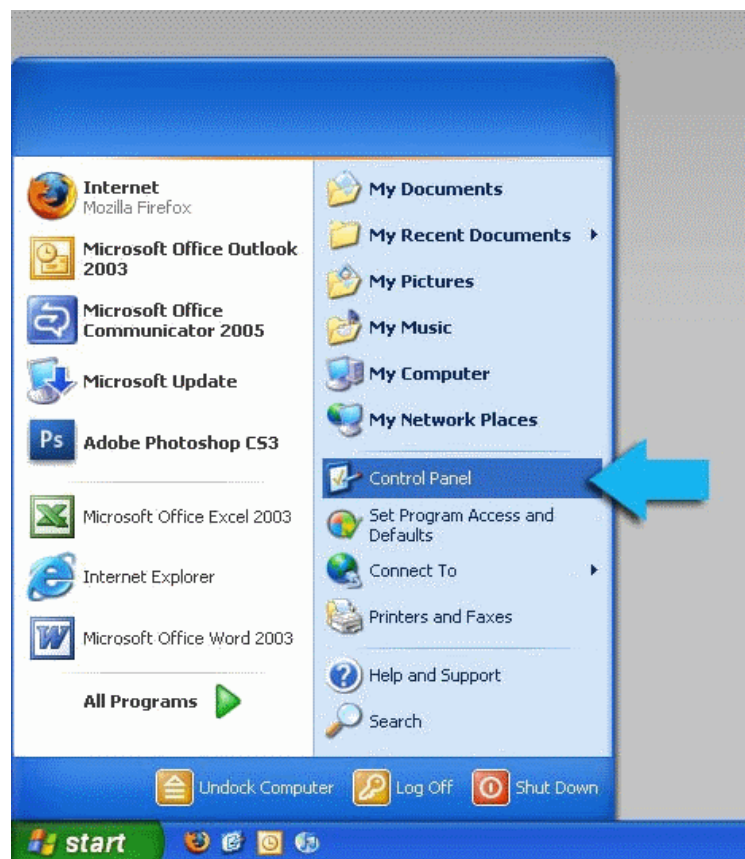 Internet
Mozilla Firefox
Microsoft Office Outlook
2003
Microsoft Office
Communicator 2005
Microsoft Update
Ps
Adobe Photoshop CS3
Microsoft Office Excel 2003
Internet Explorer
Microsoft Office Word 2003
All Programs
My Documents
My Recent Documents
My Pictures
My Music
My Computer
My Network Places
Control Panel
Set Program Access and
Defaults
Connect To
Printers and Faxes
Help and Support
Search
Undock Computer
Log Off
Shut Down
start